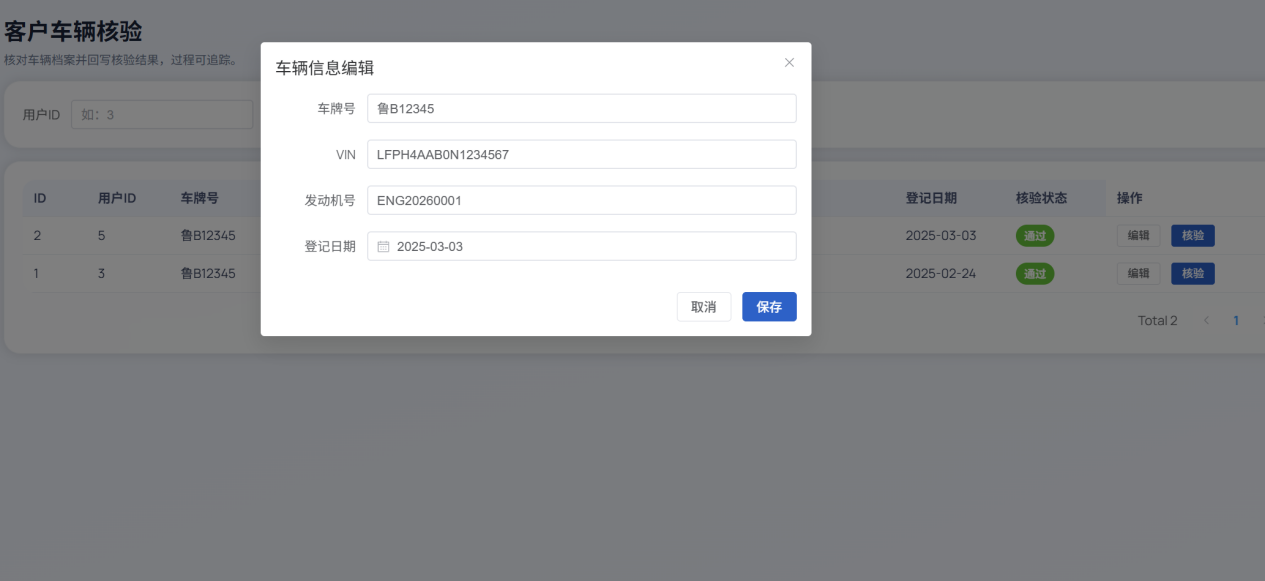 客户车辆核验
核对车辆档案并回写核验结果，过程可追踪。
用户ID 如：3
车辆信息编辑
车牌号 鲁B12345
VIN LFPH4AAB0N1234567
发动机号 ENG20260001
登记日期 2025-03-03
取消 保存
ID 用户ID 车牌号 登记日期 核验状态 操作
2 5 鲁B12345 2025-03-03 通过 编辑 核验
1 3 鲁B12345 2025-02-24 通过 编辑 核验
Total 2 1